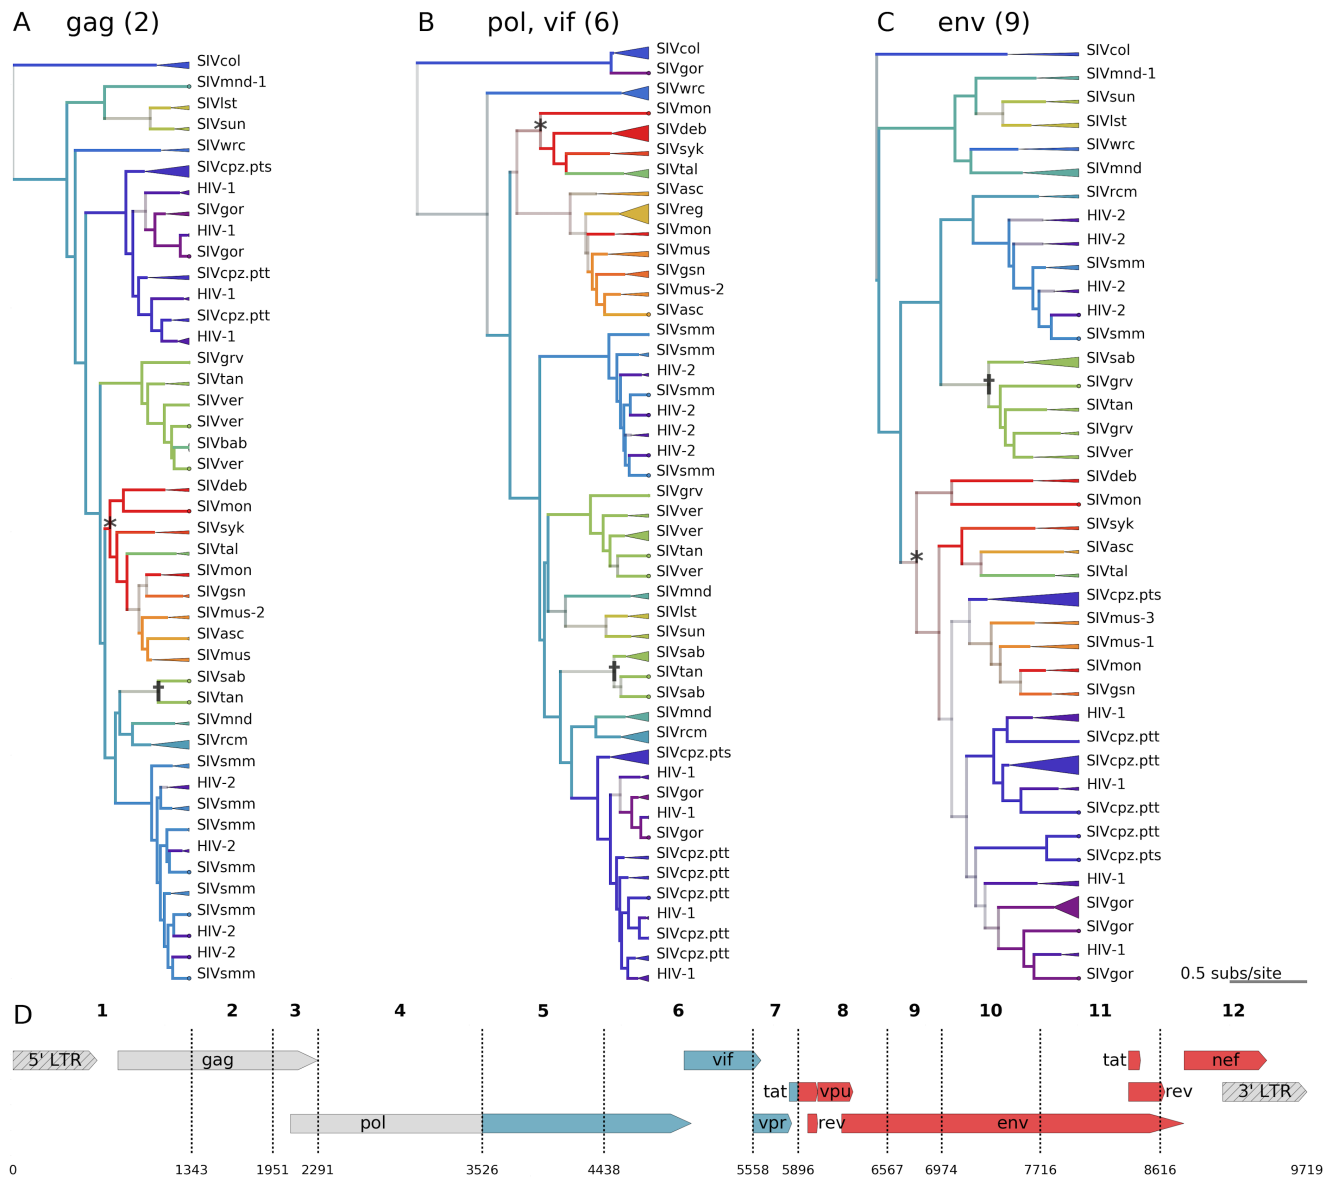 A gag (2)
SIVcol
SIVmnd-1
SIVlst
SIVsun
SIVwrc
SIVcpz.pts
HIV-1
SIVgor
HIV-1
SIVgor
SIVcpz.ptt
HIV-1
SIVcpz.ptt
HIV-1
SIVgrv
SIVtan
SIVver
SIVver
SIVbab
SIVver
SIVdeb
SIVmon
*
SIVsyk
SIVtal
SIVmon
SIVgsn
SIVmus-2
SIVasc
SIVmus
SIVsab
†
SIVtan
SIVmnd
SIVrcm
SIVsmm
HIV-2
SIVsmm
SIVsmm
HIV-2
SIVsmm
SIVsmm
SIVsmm
HIV-2
HIV-2
SIVsmm
B pol, vif (6)
SIVcol
SIVgor
SIVwrc
SIVmon
*
SIVdeb
SIVsyk
SIVtal
SIVasc
SIVreg
SIVmon
SIVmus
SIVgsn
SIVmus-2
SIVasc
SIVsmm
SIVsmm
HIV-2
SIVsmm
HIV-2
HIV-2
HIV-2
SIVsmm
SIVgrv
SIVver
SIVver
SIVtan
SIVver
SIVmnd
SIVlst
SIVsun
SIVsab
†
SIVtan
SIVsab
SIVmnd
SIVrcm
SIVcpz.pts
HIV-1
SIVgor
HIV-1
SIVgor
SIVcpz.ptt
SIVcpz.ptt
SIVcpz.ptt
HIV-1
SIVcpz.ptt
SIVcpz.ptt
HIV-1
C env (9)
SIVcol
SIVmnd-1
SIVsun
SIVlst
SIVwrc
SIVmnd
SIVrcm
HIV-2
HIV-2
SIVsmm
HIV-2
HIV-2
SIVsmm
SIVsab
†
SIVgrv
SIVtan
SIVgrv
SIVver
SIVdeb
SIVmon
SIVsyk
SIVasc
*
SIVtal
SIVcpz.pts
SIVmus-3
SIVmus-1
SIVmon
SIVgsn
HIV-1
SIVcpz.ptt
SIVcpz.ptt
HIV-1
SIVcpz.ptt
SIVcpz.ptt
SIVcpz.pts
HIV-1
SIVgor
SIVgor
HIV-1
SIVgor
0.5 subs/site
D 1 2 3 4 5 6 7 8 9 10 11 12
5' LTR gag vif tat nef
tat vpu rev 3' LTR
pol vpr rev env
0 1343 1951 2291 3526 4438 5558 5896 6567 6974 7716 8616 9719